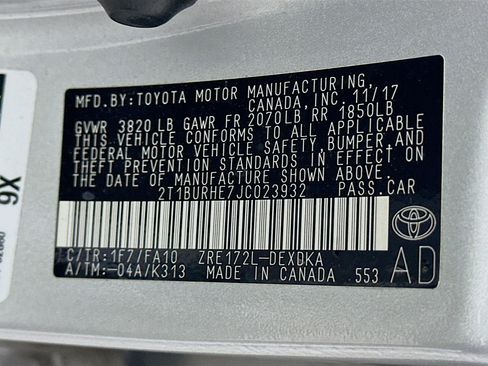 MFD.BY:TOYOTA MOTOR MANUFACTURING
CANADA,INC. 11/17
GVWR 3820 LB GAWR FR 2070LB RR 1850LB
THIS VEHICLE CONFORMS TO ALL APPLICABLE
FEDERAL MOTOR VEHICLE SAFETY,BUMPER,AND
THEFT PREVENTION STANDARDS IN EFFECT ON
THE DATE OF MANUFACTURE SHOWN ABOVE.
2T1BURHE7JC023932 PASS.CAR
C/TR:1F7/FA10 ZRE172L-DEXDKA
A/TM:-04A/K313 MADE IN CANADA 553
TOYOTA
AD